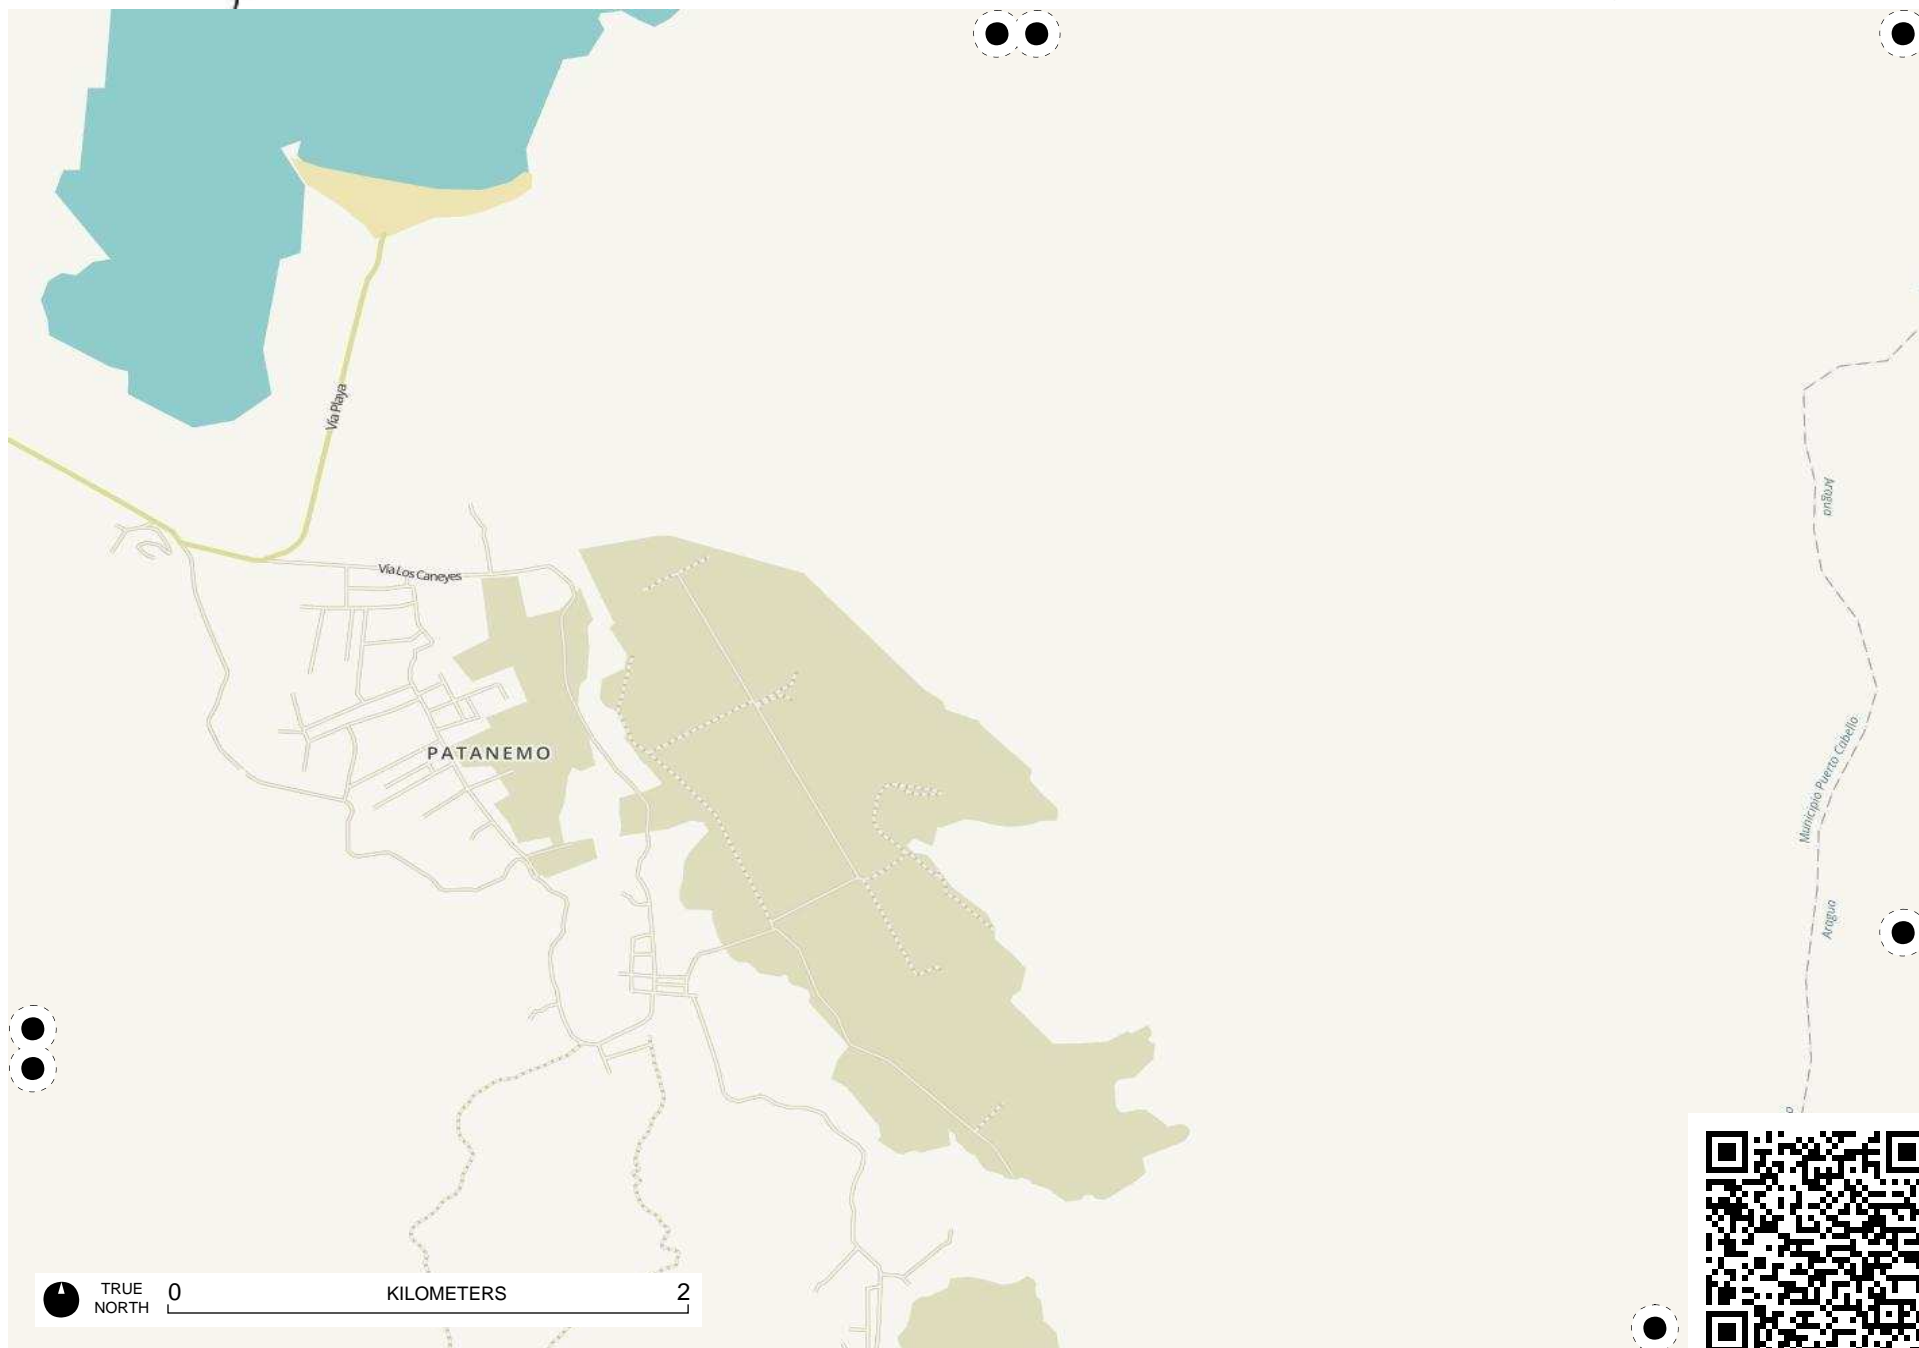 Vía Playa
Aragua
Vía Los Caneyes
PATANEMO
Municipio Puerto Cabello
Aragua
TRUE
NORTH
0 KILOMETERS 2